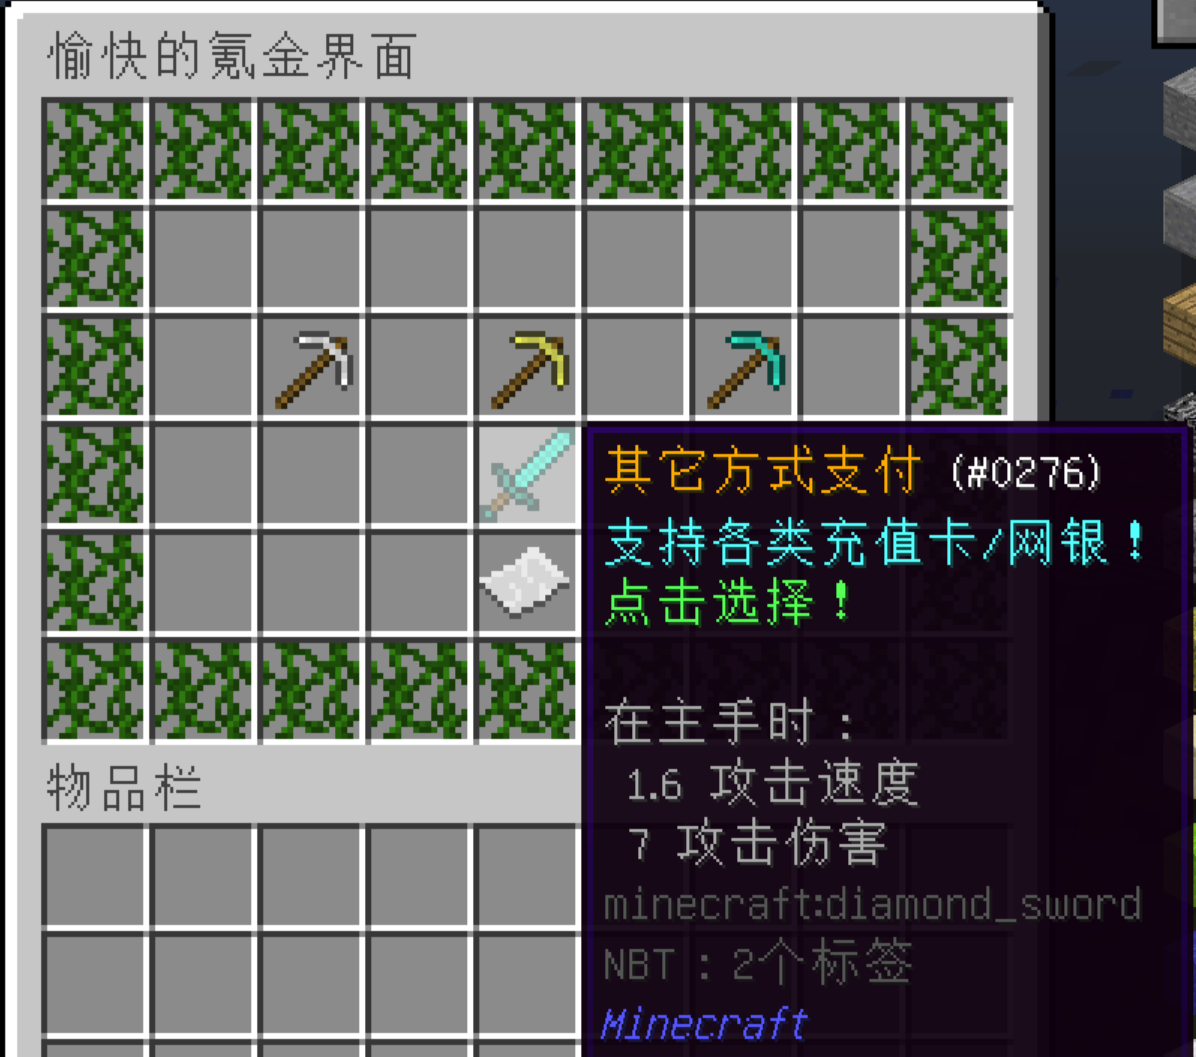 愉快的氪金界面
其它方式支付 (#0276)
支持各类充值卡/网银！
点击选择！
在主手时：
1.6 攻击速度
7 攻击伤害
minecraft:diamond_sword
NBT：2个标签
Minecraft
物品栏